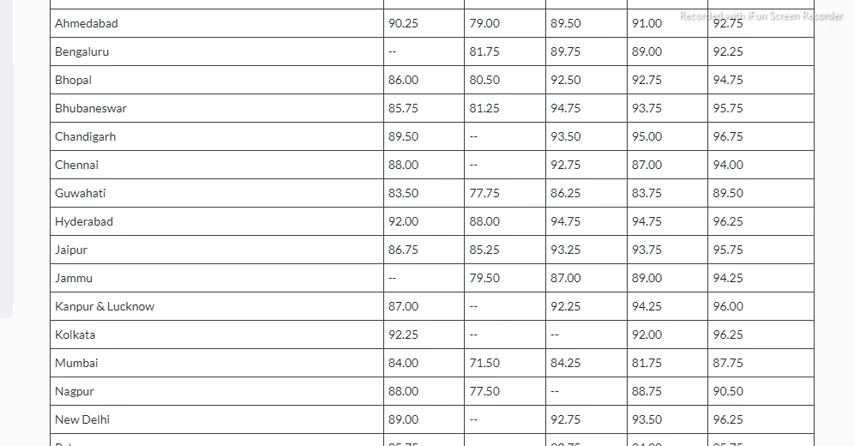 Recorded with iFun Screen Recorder
Ahmedabad 90.25 79.00 89.50 91.00 92.75
Bengaluru -- 81.75 89.75 89.00 92.25
Bhopal 86.00 80.50 92.50 92.75 94.75
Bhubaneswar 85.75 81.25 94.75 93.75 95.75
Chandigarh 89.50 -- 93.50 95.00 96.75
Chennai 88.00 -- 92.75 87.00 94.00
Guwahati 83.50 77.75 86.25 83.75 89.50
Hyderabad 92.00 88.00 94.75 94.75 96.25
Jaipur 86.75 85.25 93.25 93.75 95.75
Jammu -- 79.50 87.00 89.00 94.25
Kanpur & Lucknow 87.00 -- 92.25 94.25 96.00
Kolkata 92.25 -- -- 92.00 96.25
Mumbai 84.00 71.50 84.25 81.75 87.75
Nagpur 88.00 77.50 -- 88.75 90.50
New Delhi 89.00 -- 92.75 93.50 96.25